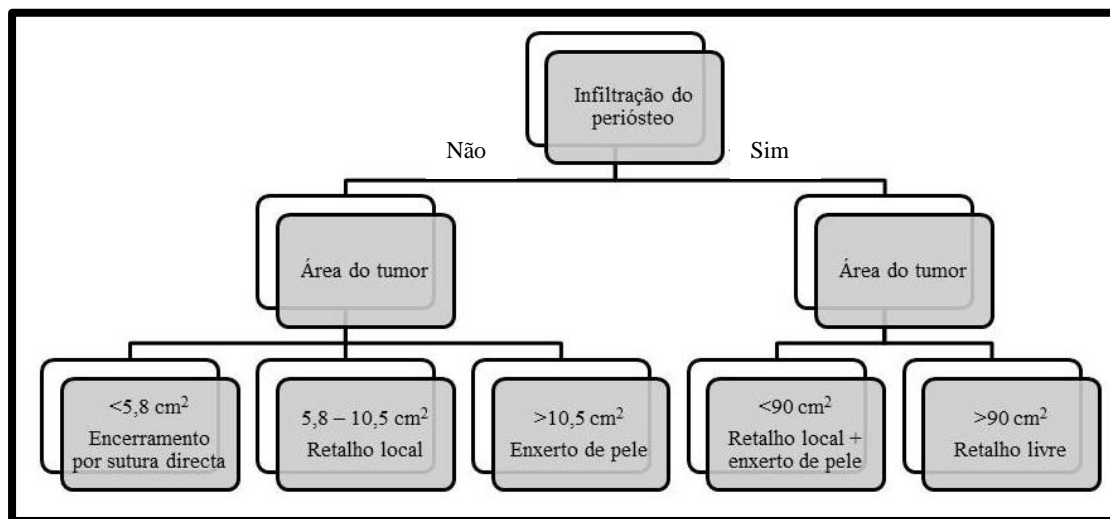 Infiltração do
periósteo
Não
Sim
Área do tumor
Área do tumor
<5,8 cm²
Encerramento
por sutura directa
5,8 – 10,5 cm²
Retalho local
>10,5 cm²
Enxerto de pele
<90 cm²
Retalho local +
enxerto de pele
>90 cm²
Retalho livre